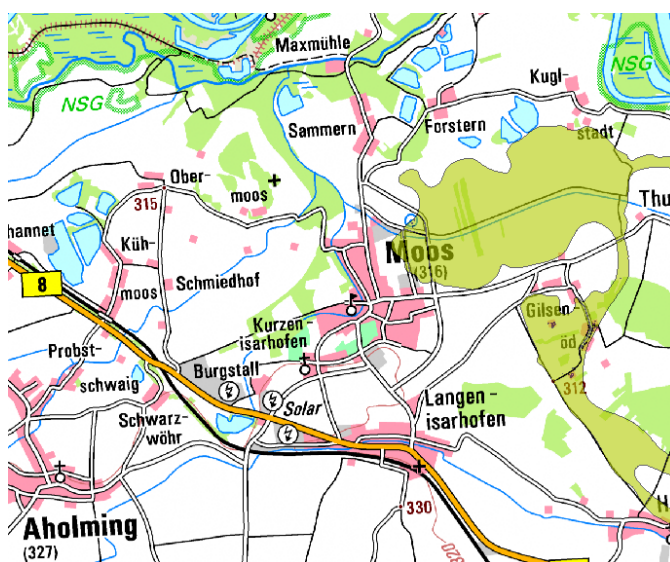 Maxmühle
NSG
NSG
Kugl-
stadt
Sammern
Forstern
Ober-
moos
315
Thu
hannet
Moos
(316)
Küh-
moos
Schmiedhof
8
Gilsen-
öd
Kurzen-
isarhofen
Probst-
schwaig
Burgstall
312
Solar
Langen-
isarhofen
Schwarz-
wöhr
H
330
Aholming
(327)
320